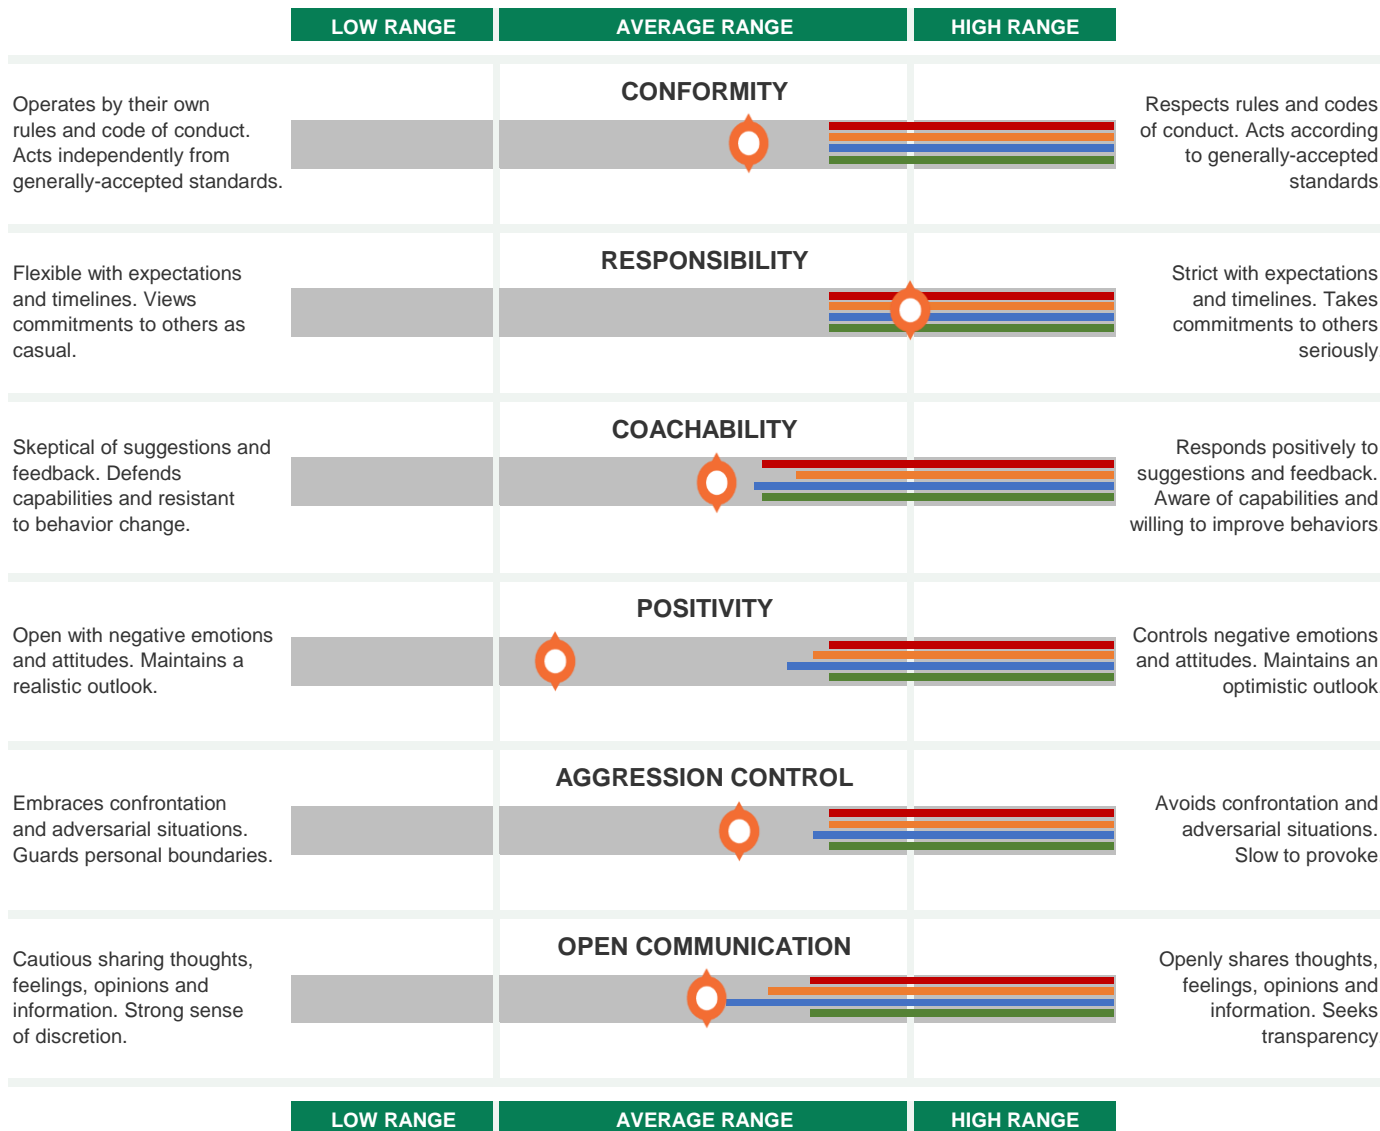 LOW RANGE
AVERAGE RANGE
HIGH RANGE
CONFORMITY
Operates by their own
rules and code of conduct.
Acts independently from
generally-accepted standards.
Respects rules and codes
of conduct. Acts according
to generally-accepted
standards
RESPONSIBILITY
Flexible with expectations
and timelines. Views
commitments to others as
casual.
Strict with expectations
and timelines. Takes
commitments to others
seriously
COACHABILITY
Skeptical of suggestions and
feedback. Defends
capabilities and resistant
to behavior change.
Responds positively to
suggestions and feedback.
Aware of capabilities and
willing to improve behaviors
POSITIVITY
Open with negative emotions
and attitudes. Maintains a
realistic outlook.
Controls negative emotions
and attitudes. Maintains an
optimistic outlook
AGGRESSION CONTROL
Embraces confrontation
and adversarial situations.
Guards personal boundaries.
Avoids confrontation and
adversarial situations.
Slow to provoke
OPEN COMMUNICATION
Cautious sharing thoughts,
feelings, opinions and
information. Strong sense
of discretion.
Openly shares thoughts,
feelings, opinions and
information. Seeks
transparency
LOW RANGE
AVERAGE RANGE
HIGH RANGE